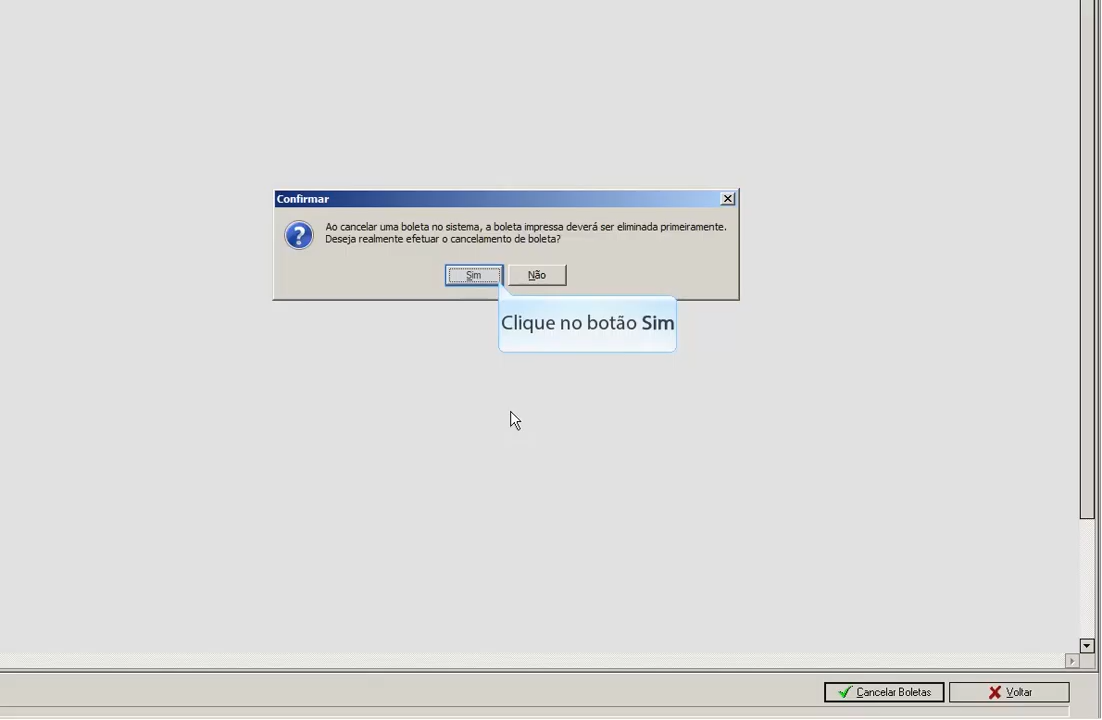 Confirmar
Ao cancelar uma boleta no sistema, a boleta impressa deverá ser eliminada primeiramente.
Deseja realmente efetuar o cancelamento de boleta?
Sim Não
Clique no botão Sim
Cancelar Boletas Voltar